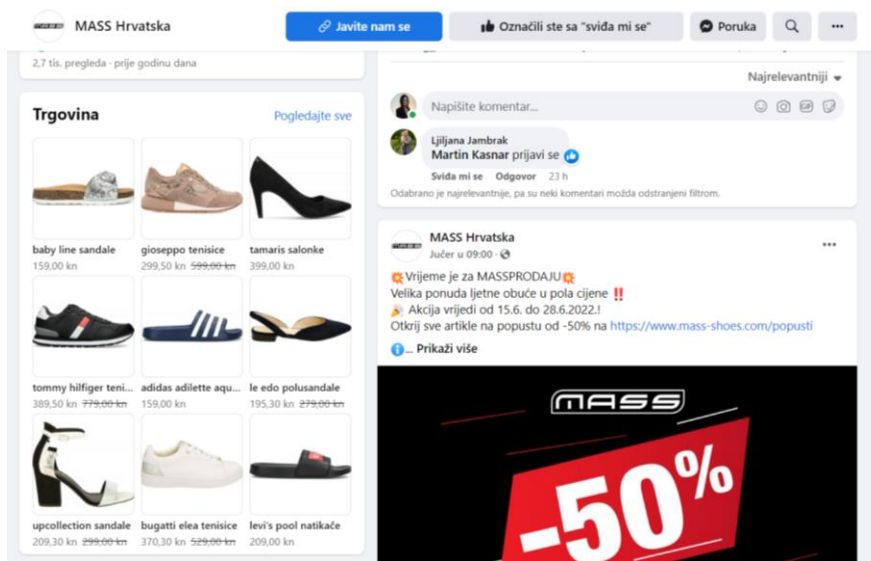 MASS
MASS Hrvatska
Javite nam se
Označili ste sa "sviđa mi se"
Poruka
2,7 tis. pregleda · prije godinu dana
Trgovina
Pogledajte sve
baby line sandale
159,00 kn
gioseppo tenisice
299,50 kn 599,00 kn
tamaris salonke
399,00 kn
tommy hilfiger teni...
389,50 kn 779,00 kn
adidas adilette aqu...
159,00 kn
le edo polusandale
195,30 kn 279,00 kn
upcollection sandale
209,30 kn 299,00 kn
bugatti elea tenisice
370,30 kn 529,00 kn
levi's pool natikače
209,00 kn
Najrelevantniji
Napišite komentar...
GIF
Ljiljana Jambrak
Martin Kasnar prijavi se
Sviđa mi se Odgovor 23 h
Odabrano je najrelevantnije, pa su neki komentari možda odstranjeni filtrom.
MASS
MASS Hrvatska
Jučer u 09:00 ·
Vrijeme je za MASSPRODAJU
Velika ponuda ljetne obuće u pola cijene ‼️
Akcija vrijedi od 15.6. do 28.6.2022.!
Otkrij sve artikle na popustu od -50% na https://www.mass-shoes.com/popusti
... Prikaži više
MASS
-50%